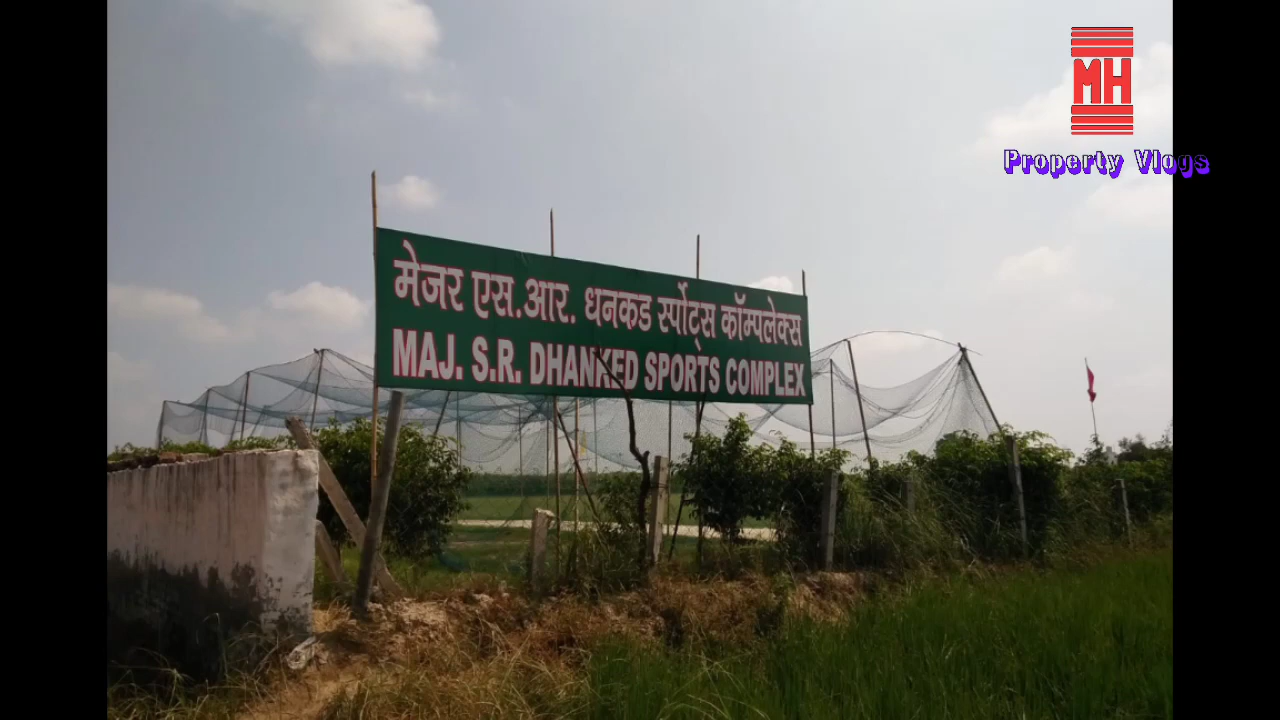 MH
Property Vlogs
मेजर एस.आर. धनकड स्पोर्ट्स कॉम्पलेक्स
MAJ. S.R. DHANKED SPORTS COMPLEX